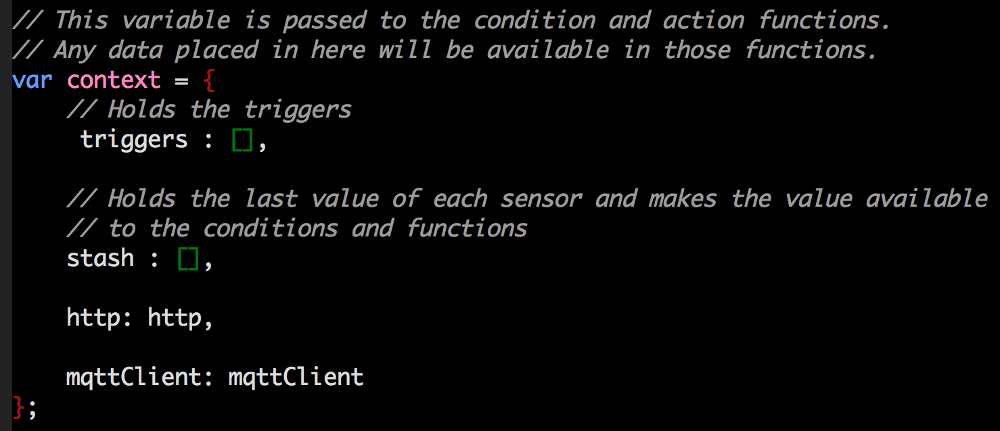 // This variable is passed to the condition and action functions.
// Any data placed in here will be available in those functions.
var context = {
    // Holds the triggers
     triggers : [],

    // Holds the last value of each sensor and makes the value available
    // to the conditions and functions
    stash : [],

    http: http,

    mqttClient: mqttClient
};